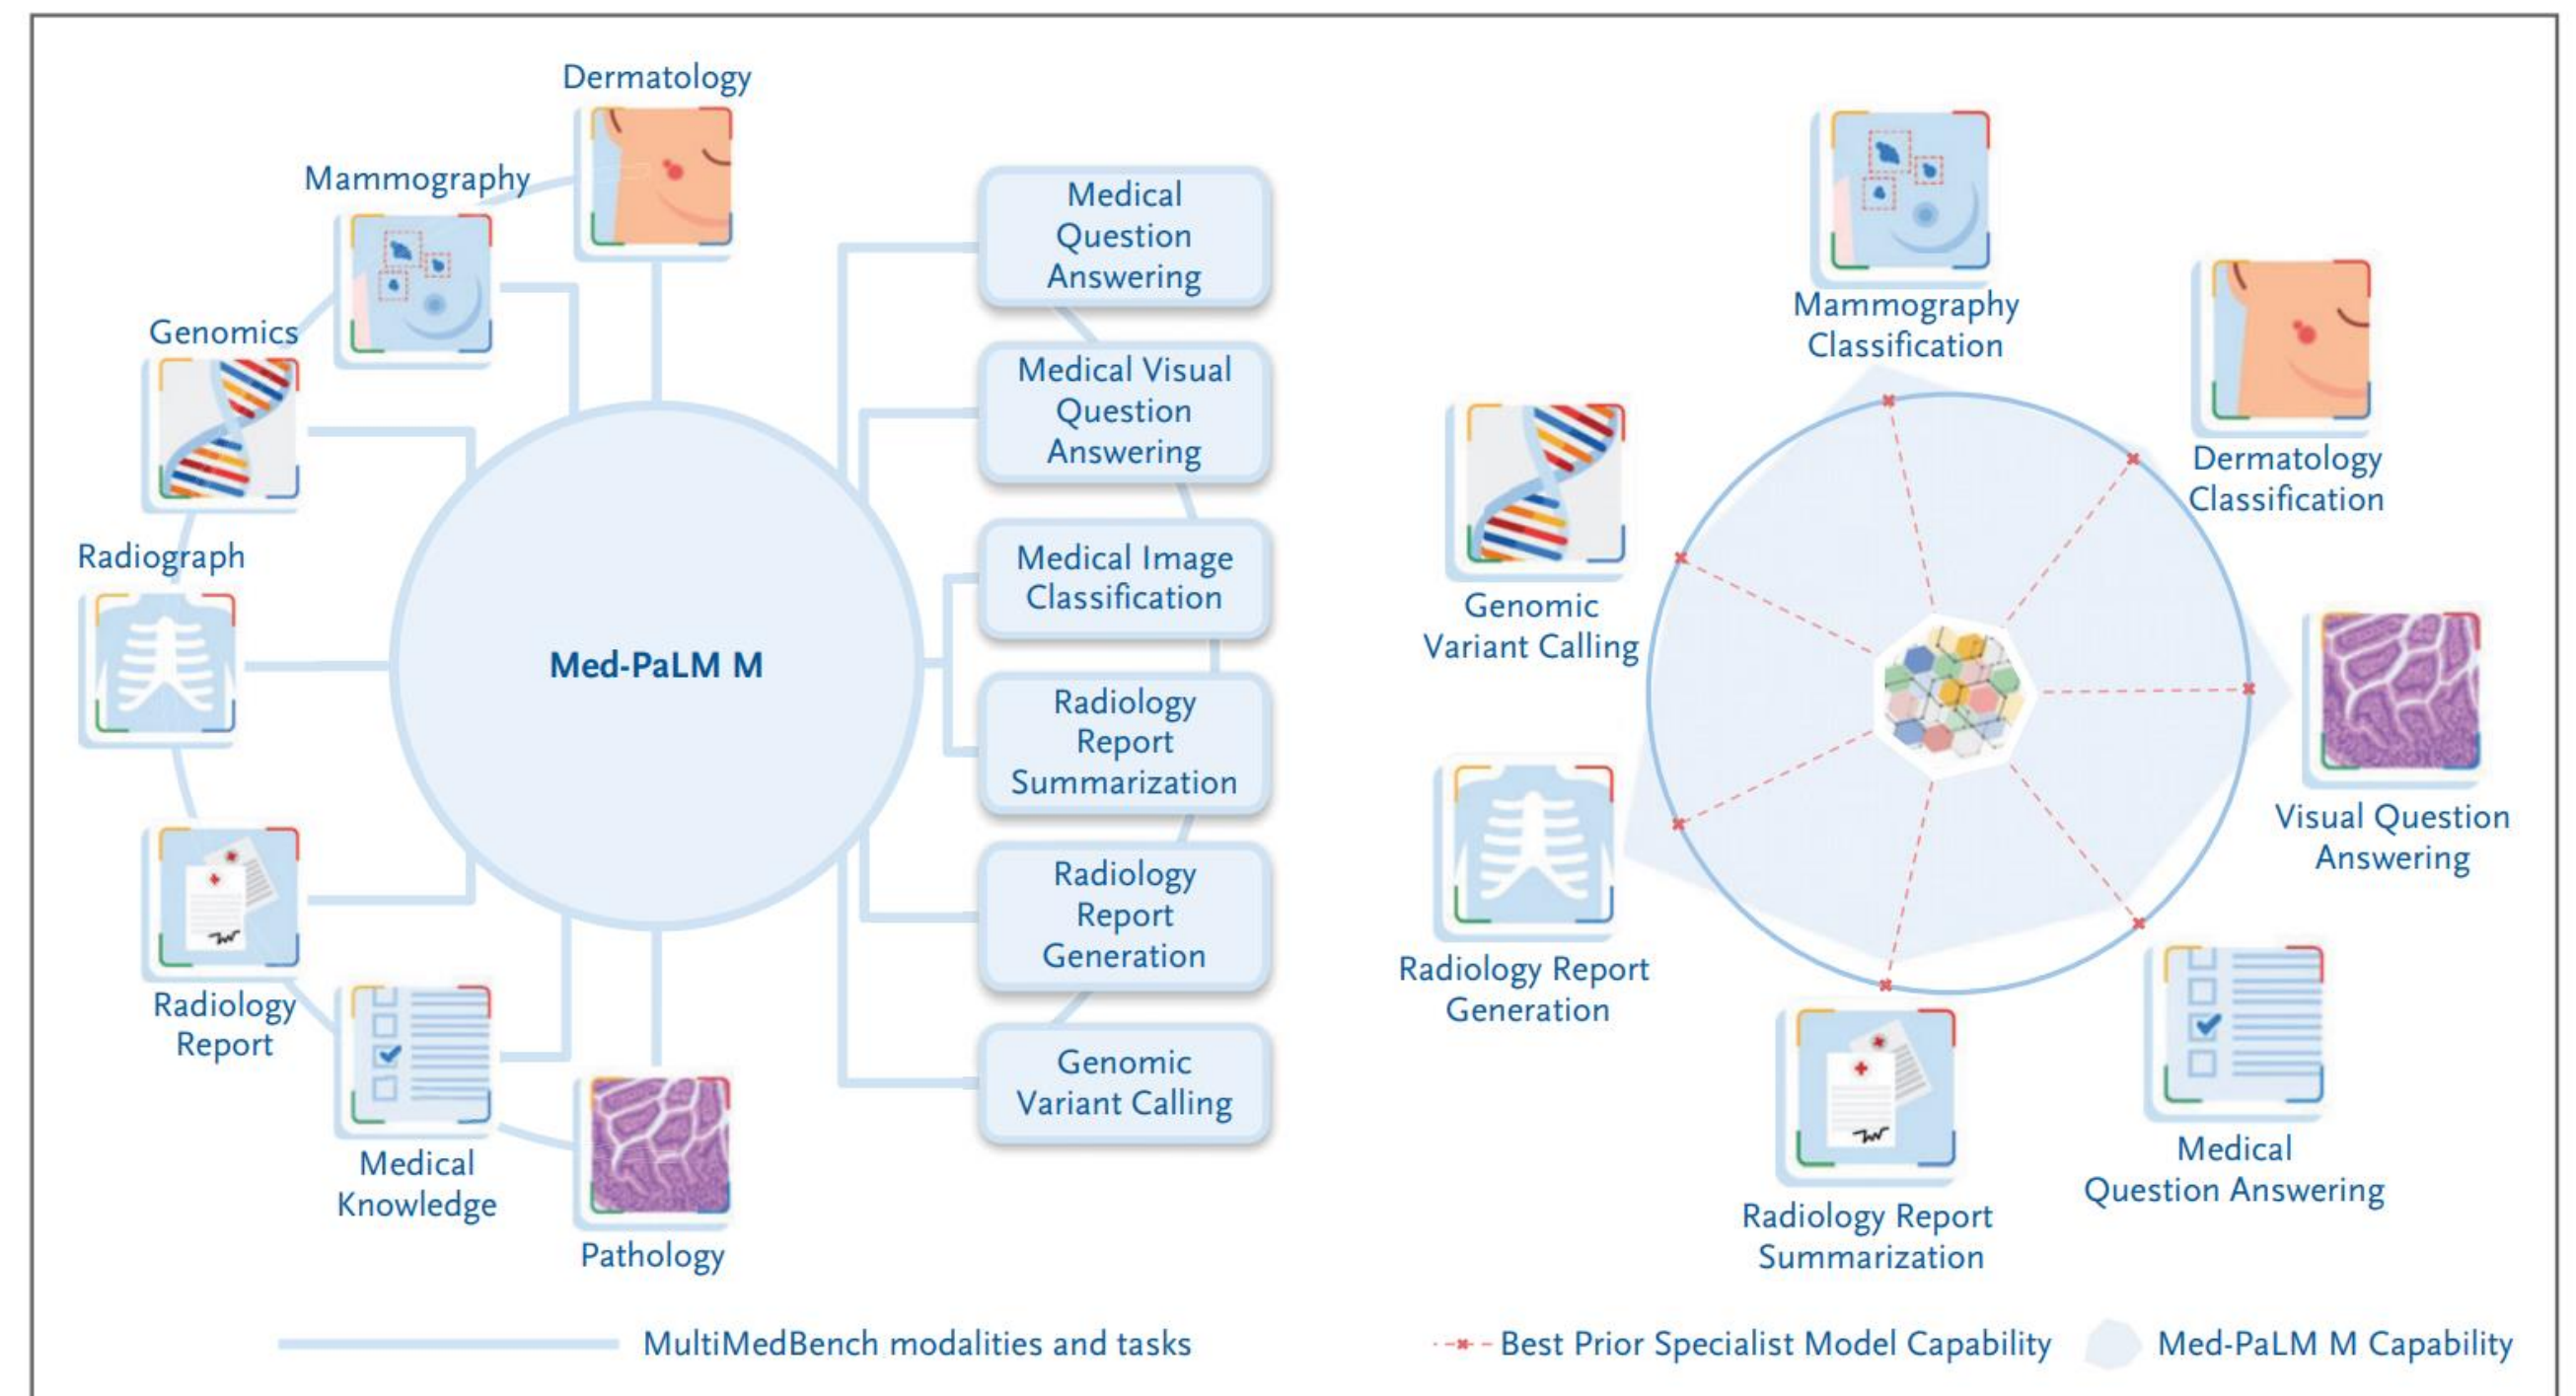 Dermatology
Mammography
Genomics
Radiograph
Radiology
Report
Medical
Knowledge
Pathology
Med-PaLM M
Medical
Question
Answering
Medical Visual
Question
Answering
Medical Image
Classification
Radiology
Report
Summarization
Radiology
Report
Generation
Genomic
Variant Calling
MultiMedBench modalities and tasks
Mammography
Classification
Dermatology
Classification
Genomic
Variant Calling
Visual Question
Answering
Radiology Report
Generation
Medical
Question Answering
Radiology Report
Summarization
Best Prior Specialist Model Capability
Med-PaLM M Capability